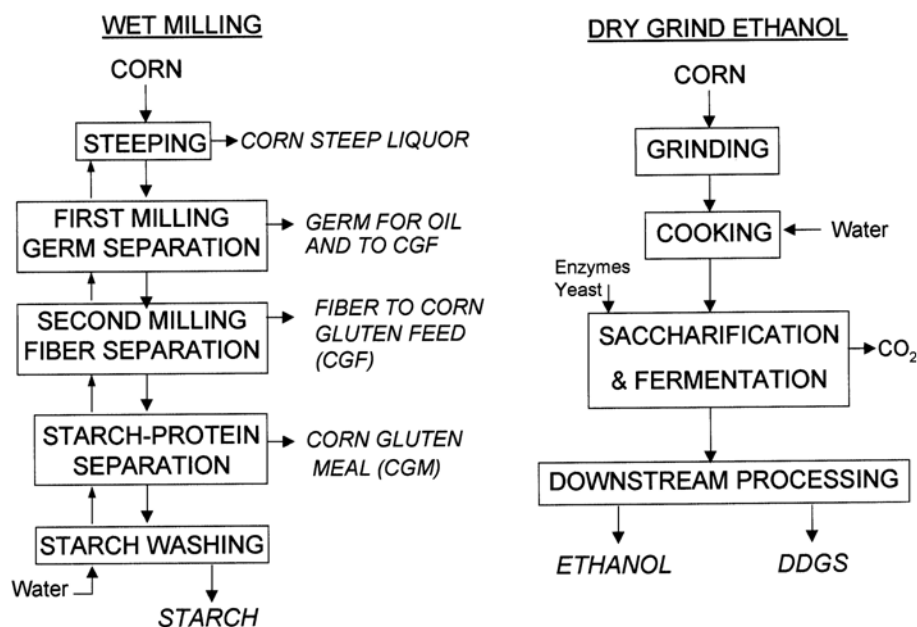 WET MILLING
CORN
STEEPING
CORN STEEP LIQUOR
FIRST MILLING
GERM SEPARATION
GERM FOR OIL
AND TO CGF
SECOND MILLING
FIBER SEPARATION
FIBER TO CORN
GLUTEN FEED
(CGF)
STARCH-PROTEIN
SEPARATION
CORN GLUTEN
MEAL (CGM)
STARCH WASHING
Water
STARCH
DRY GRIND ETHANOL
CORN
GRINDING
COOKING
Water
Enzymes
Yeast
SACCHARIFICATION
& FERMENTATION
CO2
DOWNSTREAM PROCESSING
ETHANOL
DDGS